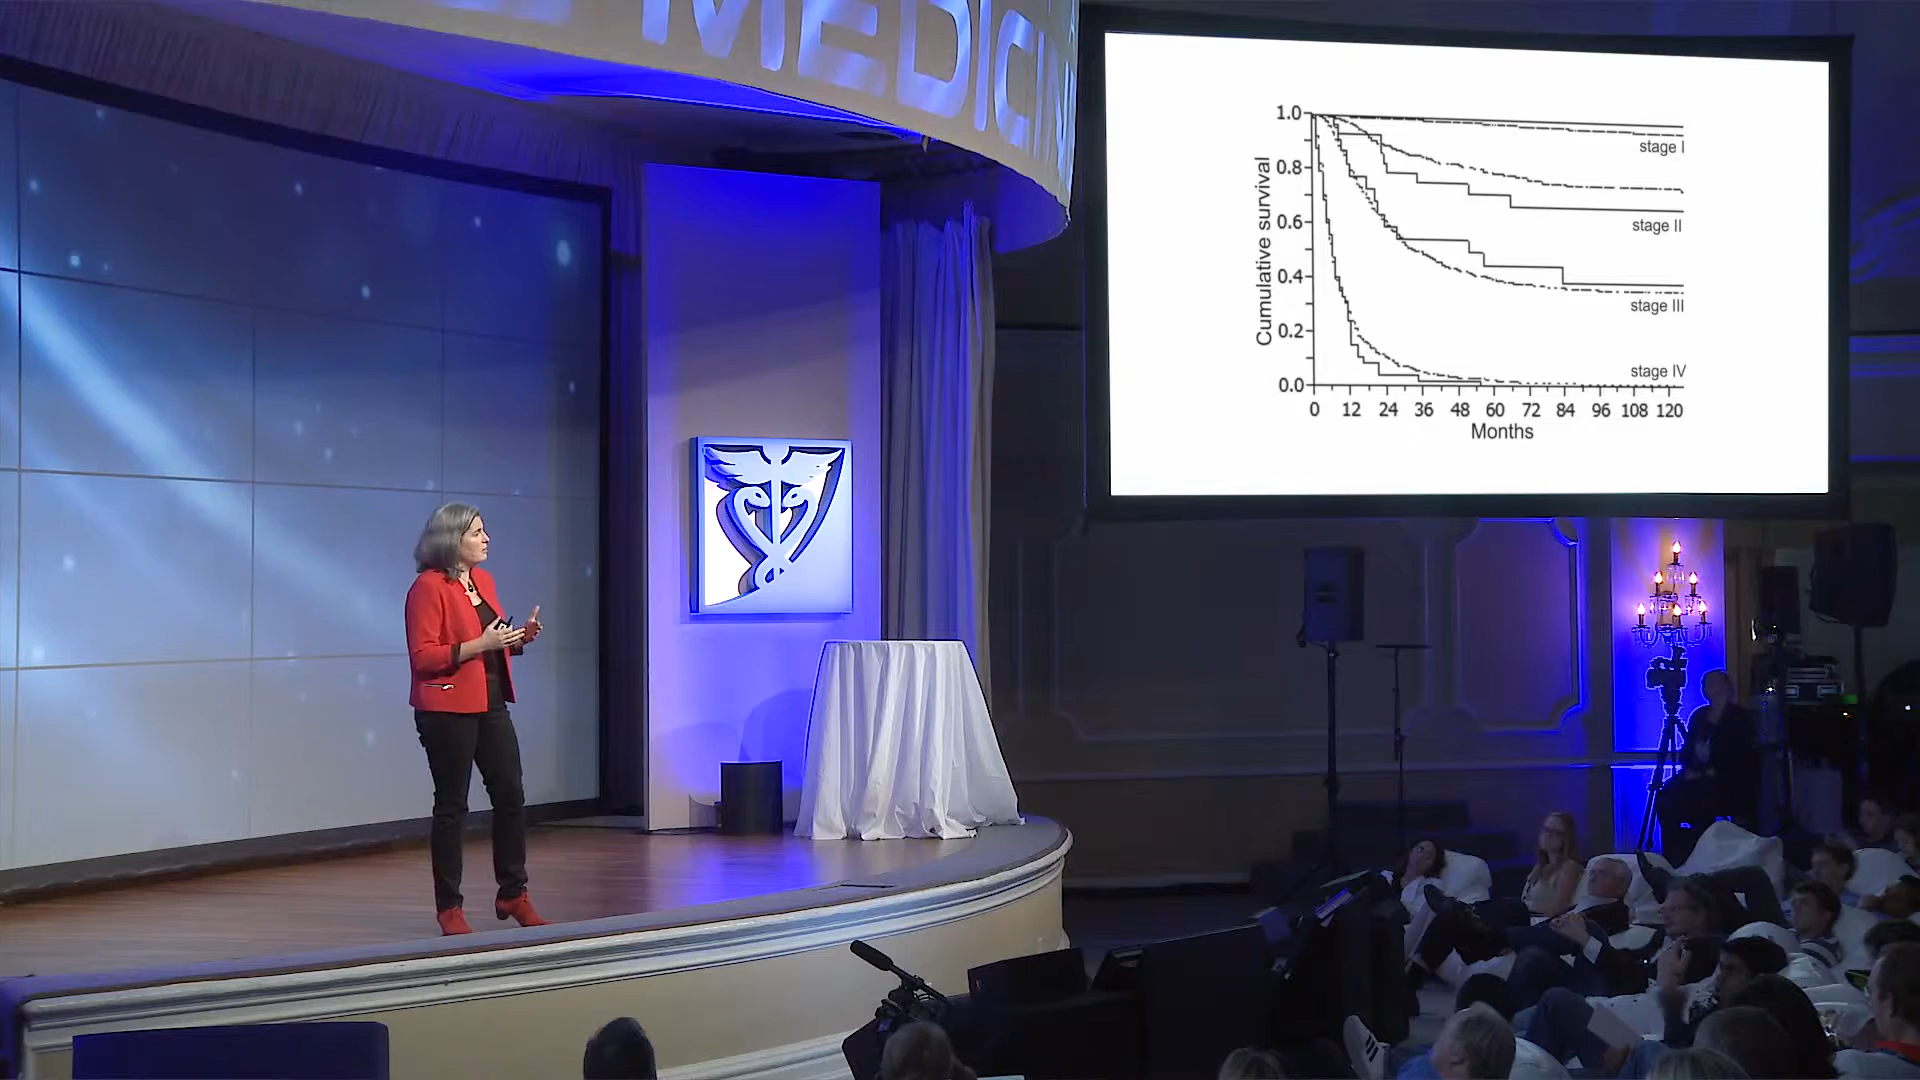 MEDICIN
1.0
stage I
0.8
stage II
0.6
Cumulative survival
0.4
stage III
0.2
stage IV
0.0
0 12 24 36 48 60 72 84 96 108 120
Months